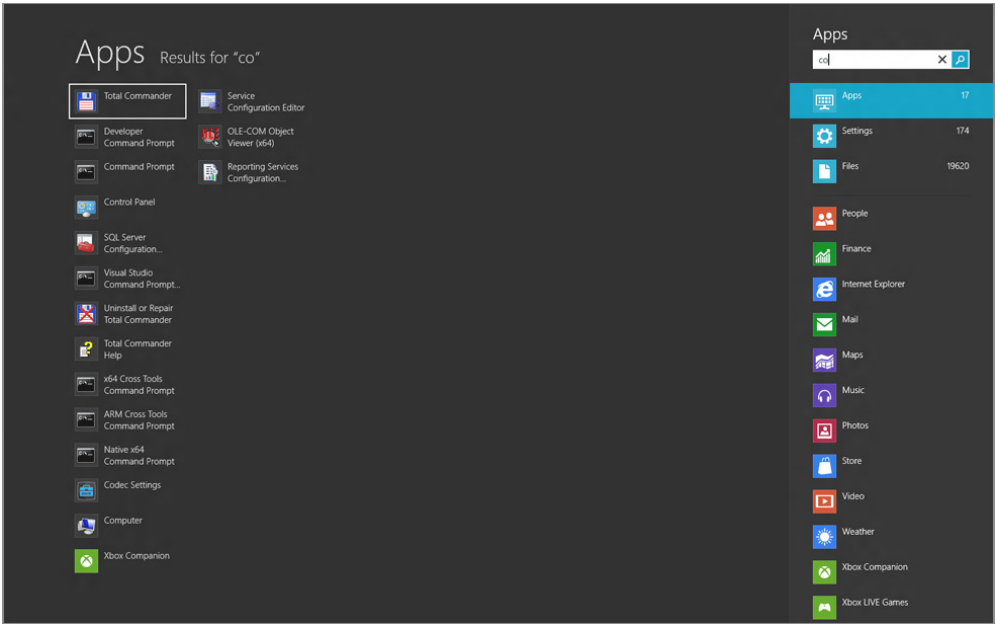 Apps Results for “co”
Total Commander
Developer
Command Prompt
Command Prompt
Control Panel
SQL Server
Configuration...
Visual Studio
Command Prompt...
Uninstall or Repair
Total Commander
Total Commander
Help
x64 Cross Tools
Command Prompt
ARM Cross Tools
Command Prompt
Native x64
Command Prompt
Codec Settings
Computer
Xbox Companion
Service
Configuration Editor
OLE-COM Object
Viewer (x64)
Reporting Services
Configuration...
Apps
co
Apps 17
Settings 174
Files 19620
People
Finance
Internet Explorer
Mail
Maps
Music
Photos
Store
Video
Weather
Xbox Companion
Xbox LIVE Games